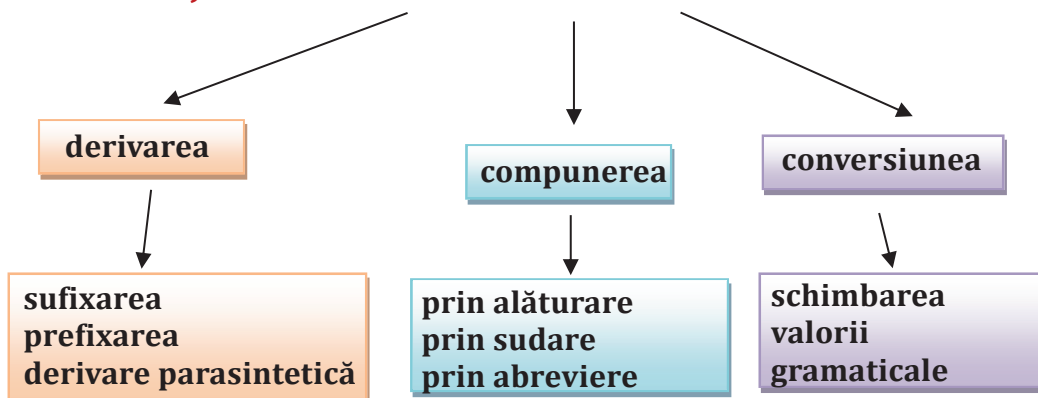 derivarea
compunerea
conversiunea
sufixarea
prefixarea
derivare parasintetică
prin alăturare
prin sudare
prin abreviere
schimbarea
valorii
gramaticale